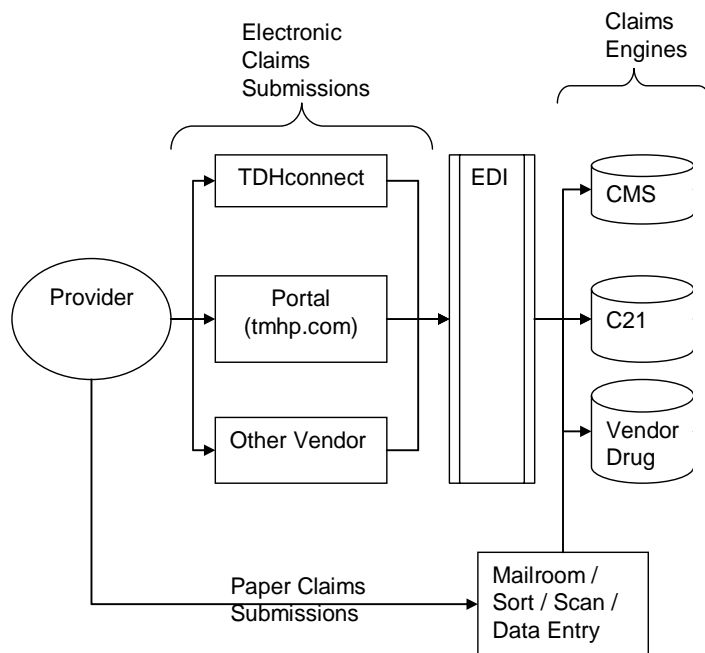 Electronic
Claims
Submissions
Claims
Engines
TDHconnect
EDI
CMS
Provider
Portal
(tmhp.com)
C21
Other Vendor
Vendor
Drug
Paper Claims
Submissions
Mailroom /
Sort / Scan /
Data Entry